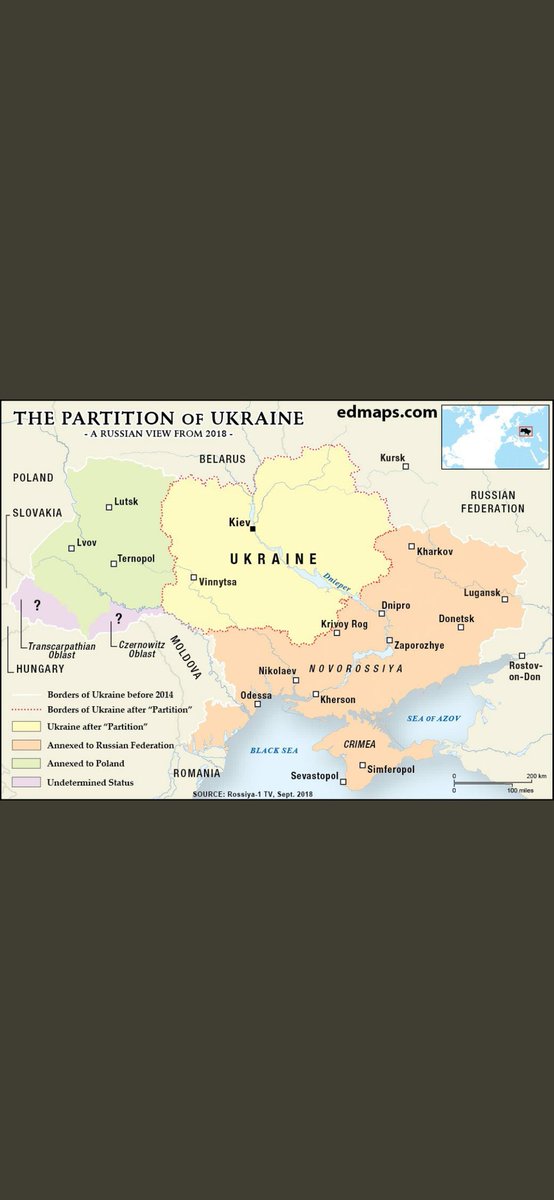 THE PARTITION OF UKRAINE
- A RUSSIAN VIEW FROM 2018 -
edmaps.com
BELARUS
Kursk
POLAND
RUSSIAN
FEDERATION
SLOVAKIA
Lutsk
Kiev
Lvov
Ternopol
UKRAINE
Kharkov
Vinnytsa
Dnieper
Lugansk
?
?
Dnipro
Donetsk
Krivoy Rog
Zaporozhye
Transcarpathian
Oblast
Czernowitz
Oblast
MOLDOVA
HUNGARY
Nikolaev
NOVOROSSIYA
Rostov-
on-Don
Odessa
Kherson
SEA OF AZOV
BLACK SEA
CRIMEA
Simferopol
Sevastopol
ROMANIA
Borders of Ukraine before 2014
Borders of Ukraine after "Partition"
Ukraine after "Partition"
Annexed to Russian Federation
Annexed to Poland
Undetermined Status
SOURCE: Rossiya-1 TV, Sept. 2018
0
200 km
0
100 miles